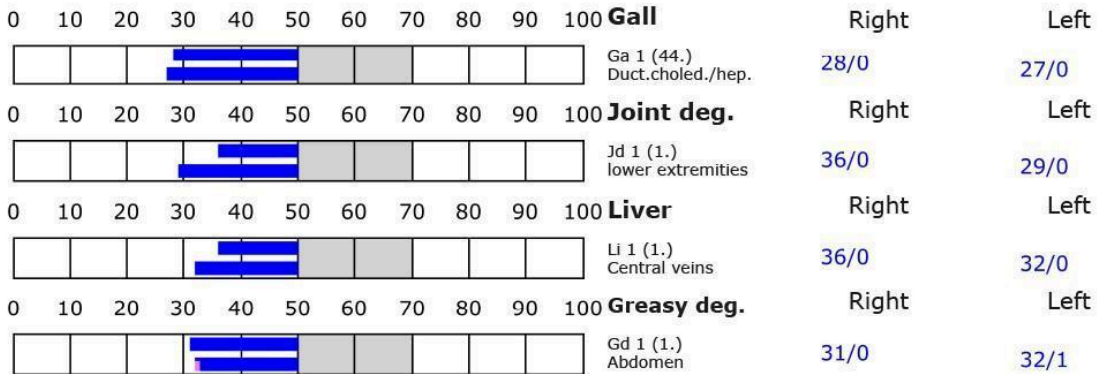 0 10 20 30 40 50 60 70 80 90 100 Gall Right Left
Ga 1 (44.) 28/0 27/0
Duct.choled./hep.
0 10 20 30 40 50 60 70 80 90 100 Joint deg. Right Left
Jd 1 (1.) 36/0 29/0
lower extremities
0 10 20 30 40 50 60 70 80 90 100 Liver Right Left
Li 1 (1.) 36/0 32/0
Central veins
0 10 20 30 40 50 60 70 80 90 100 Greasy deg. Right Left
Gd 1 (1.) 31/0 32/1
Abdomen